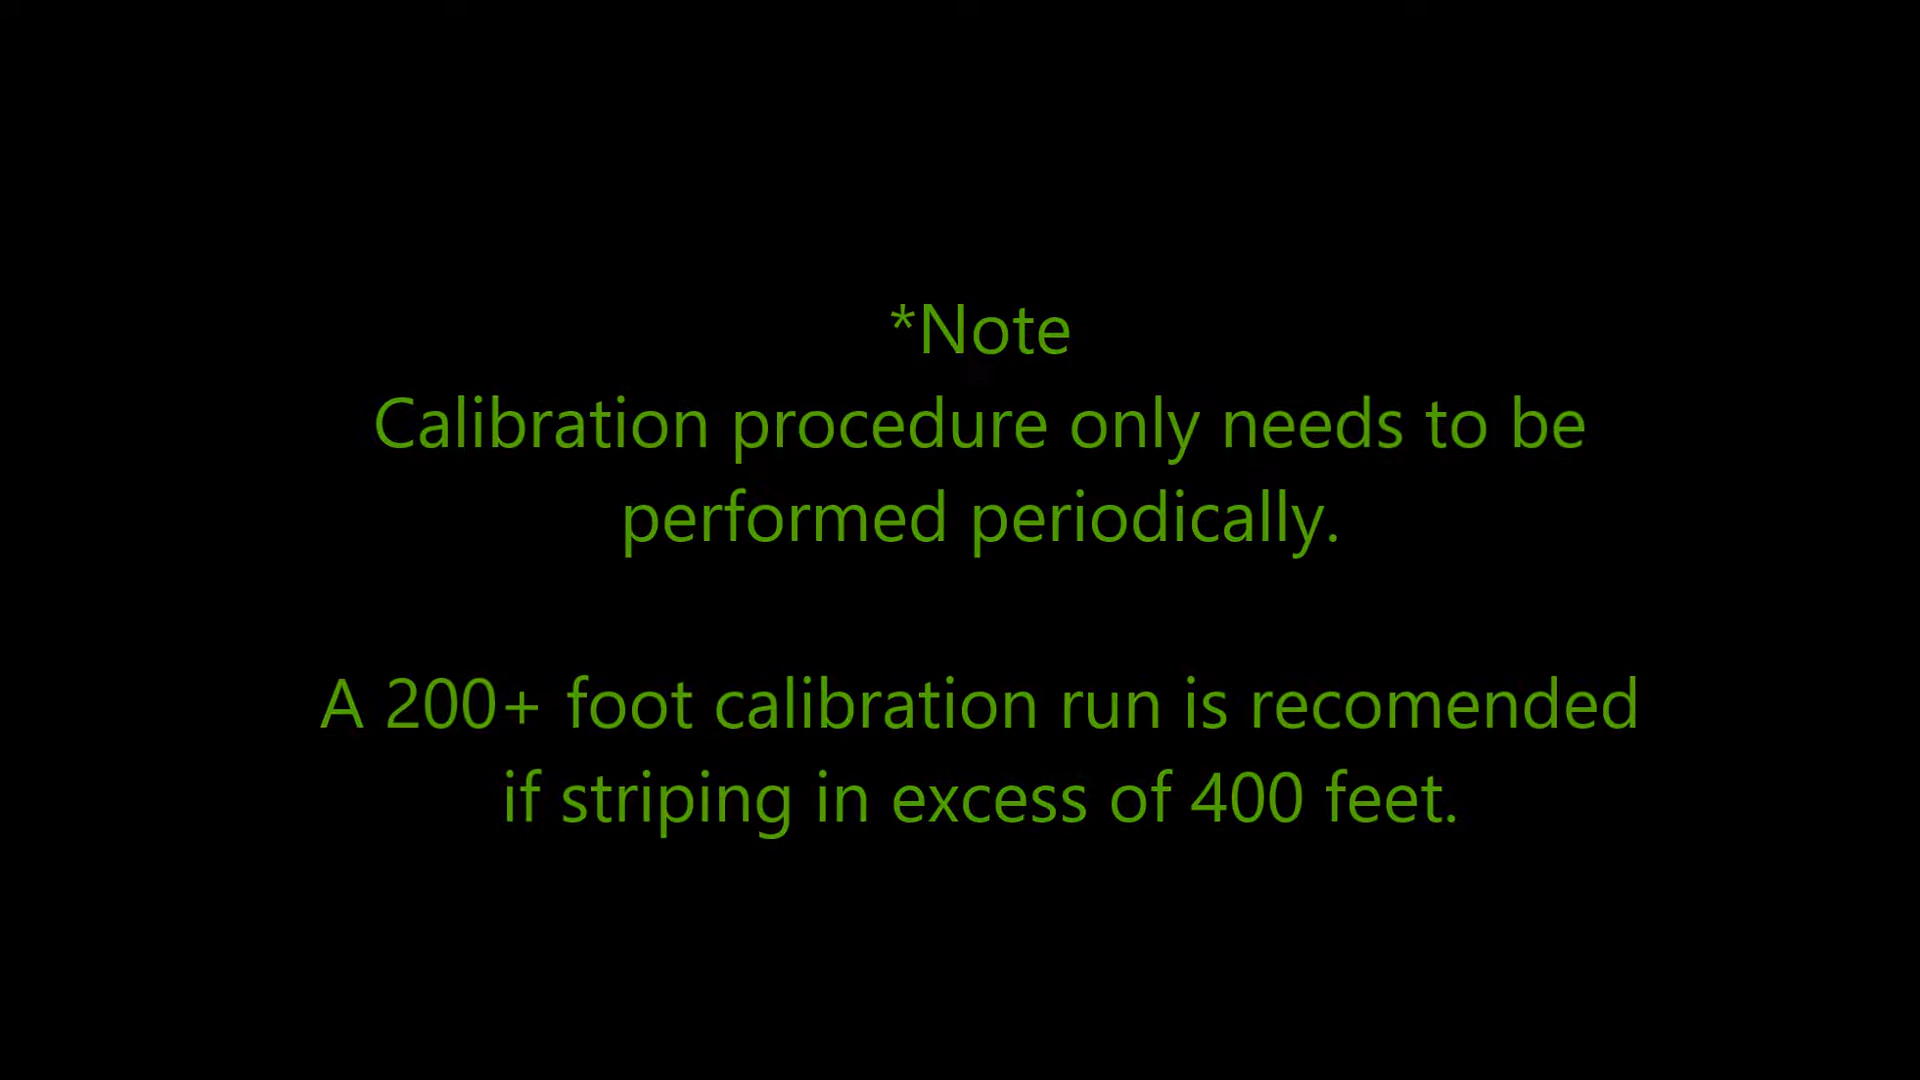 *Note
Calibration procedure only needs to be
performed periodically.
A 200+ foot calibration run is recomended
if striping in excess of 400 feet.